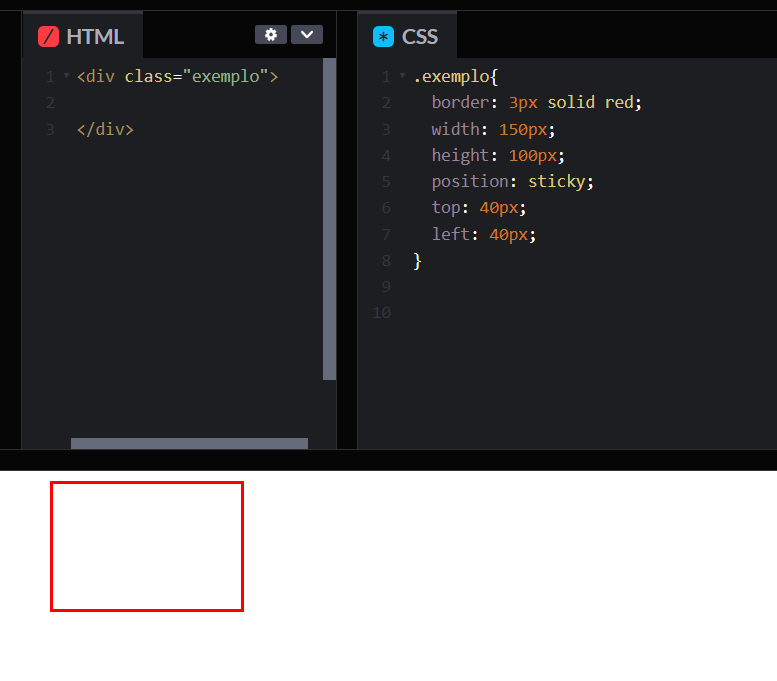 HTML
1 <div class="exemplo">
2
3 </div>
CSS
1 .exemplo{
2 border: 3px solid red;
3 width: 150px;
4 height: 100px;
5 position: sticky;
6 top: 40px;
7 left: 40px;
8 }
9
10